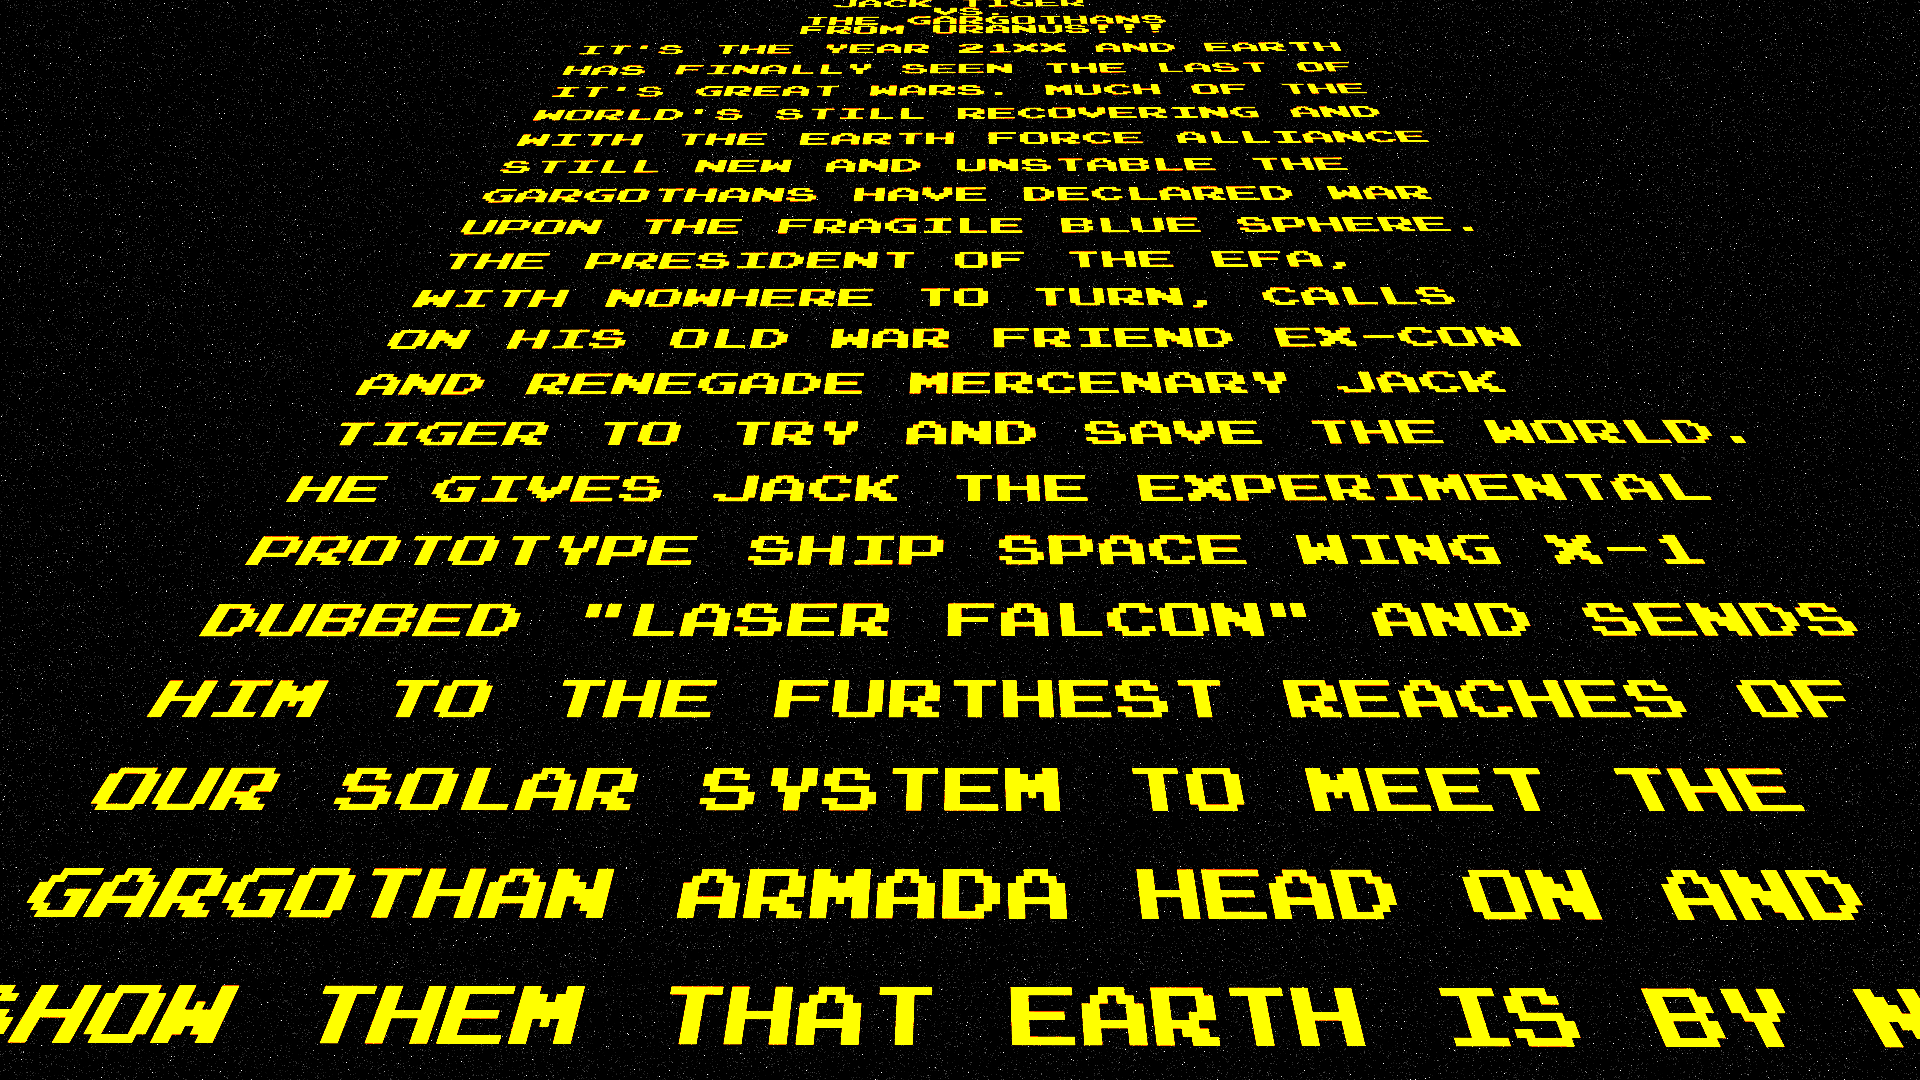 JACK TIGER
VS.
THE GARGOTHANS
FROM URANUS!!!
IT'S THE YEAR 21XX AND EARTH
HAS FINALLY SEEN THE LAST OF
IT'S GREAT WARS. MUCH OF THE
WORLD'S STILL RECOVERING AND
WITH THE EARTH FORCE ALLIANCE
STILL NEW AND UNSTABLE THE
GARGOTHANS HAVE DECLARED WAR
UPON THE FRAGILE BLUE SPHERE.
THE PRESIDENT OF THE EFA,
WITH NOWHERE TO TURN, CALLS
ON HIS OLD WAR FRIEND EX-CON
AND RENEGADE MERCENARY JACK
TIGER TO TRY AND SAVE THE WORLD.
HE GIVES JACK THE EXPERIMENTAL
PROTOTYPE SHIP SPACE WING X-1
DUBBED "LASER FALCON" AND SENDS
HIM TO THE FURTHEST REACHES OF
OUR SOLAR SYSTEM TO MEET THE
GARGOTHAN ARMADA HEAD ON AND
SHOW THEM THAT EARTH IS BY